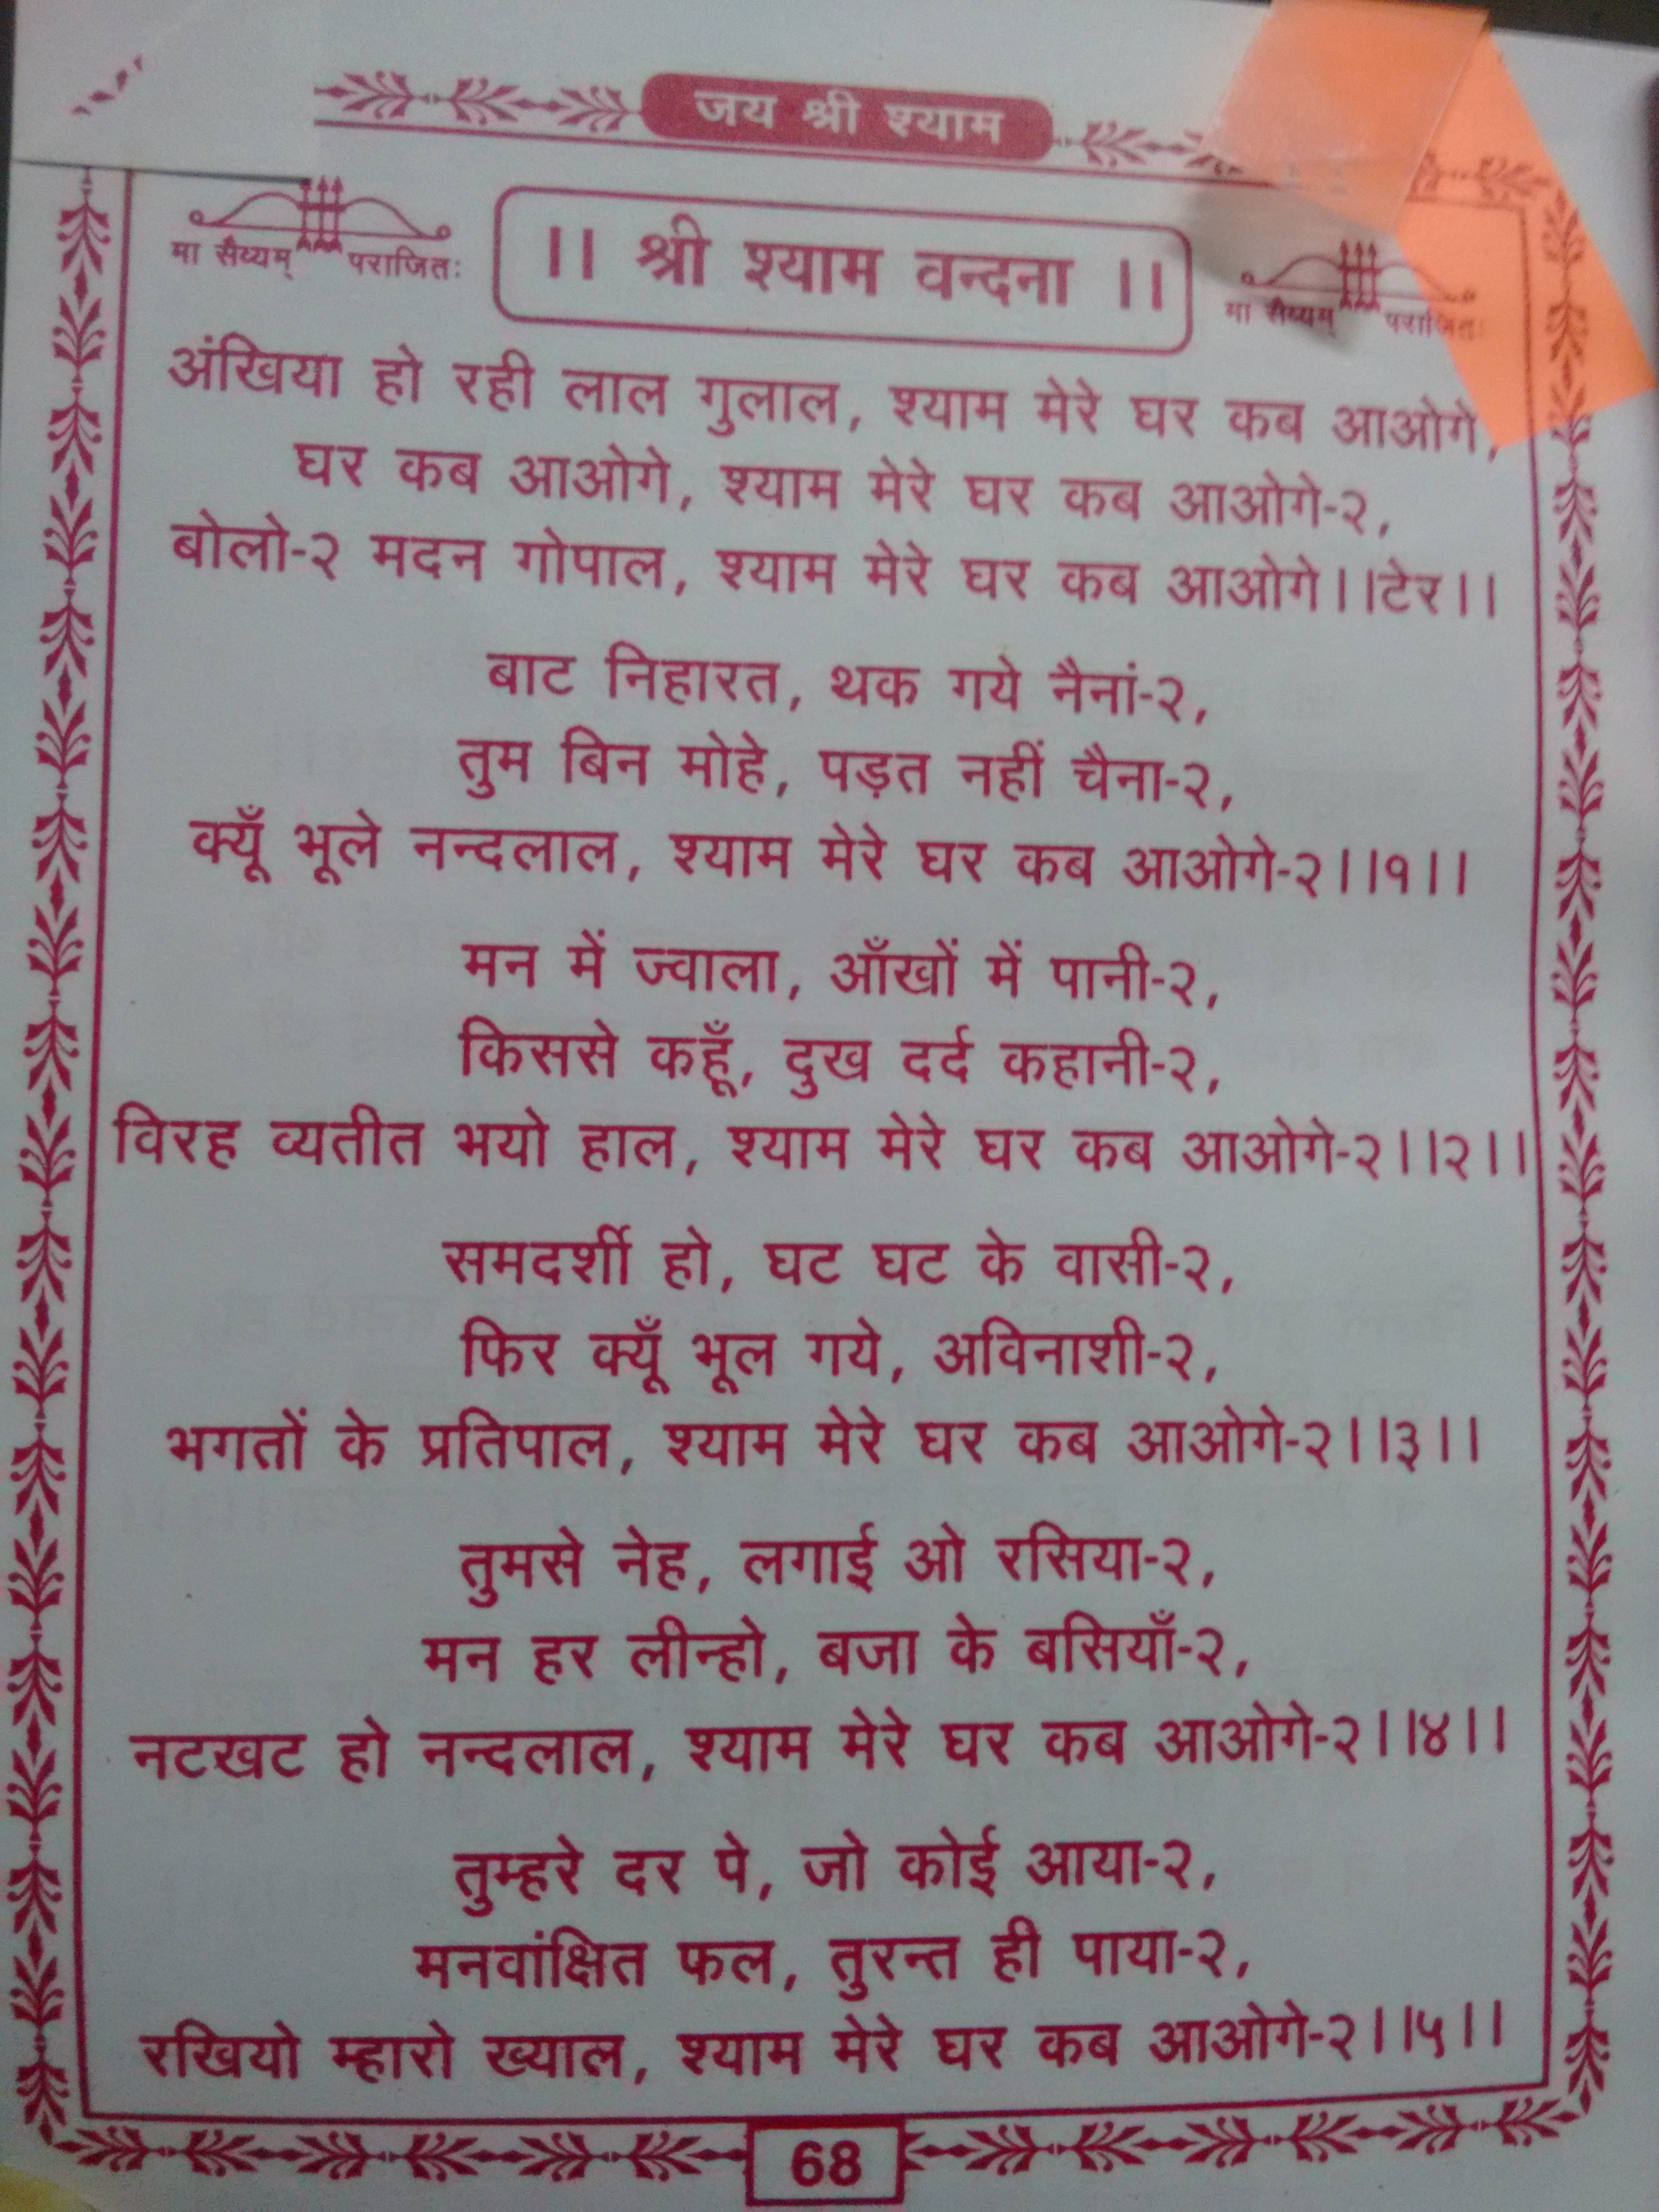 जय श्री श्याम
मा सैय्यम् पराजितः
।। श्री श्याम वन्दना ।।
मा सैय्यम् पराजितः
अंखिया हो रही लाल गुलाल, श्याम मेरे घर कब आओगे,
घर कब आओगे, श्याम मेरे घर कब आओगे-२,
बोलो-२ मदन गोपाल, श्याम मेरे घर कब आओगे।।टेर।।
बाट निहारत, थक गये नैनां-२,
तुम बिन मोहे, पड़त नहीं चैना-२,
क्यूँ भूले नन्दलाल, श्याम मेरे घर कब आओगे-२।।१।।
मन में ज्वाला, आँखों में पानी-२,
किससे कहूँ, दुख दर्द कहानी-२,
विरह व्यतीत भयो हाल, श्याम मेरे घर कब आओगे-२।।२।।
समदर्शी हो, घट घट के वासी-२,
फिर क्यूँ भूल गये, अविनाशी-२,
भगतों के प्रतिपाल, श्याम मेरे घर कब आओगे-२।।३।।
तुमसे नेह, लगाई ओ रसिया-२,
मन हर लीन्हो, बजा के बसियाँ-२,
नटखट हो नन्दलाल, श्याम मेरे घर कब आओगे-२।।४।।
तुम्हरे दर पे, जो कोई आया-२,
मनवांक्षित फल, तुरन्त ही पाया-२,
रखियो म्हारो ख्याल, श्याम मेरे घर कब आओगे-२।।५।।
68